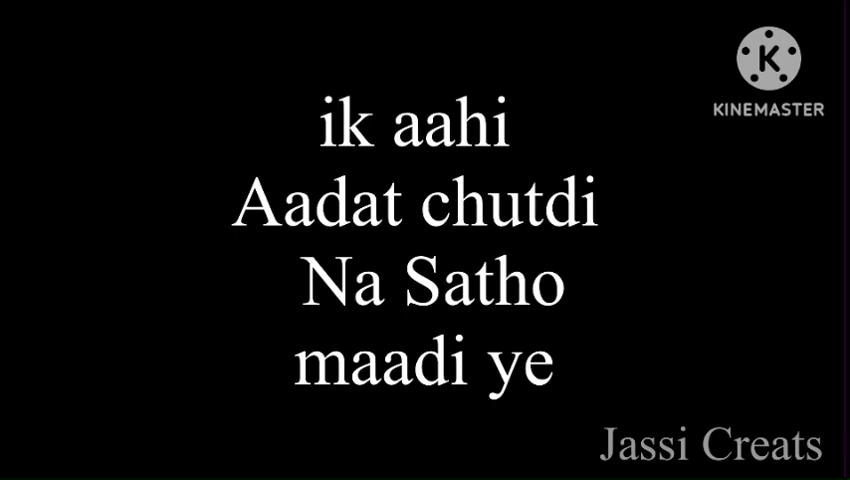 K
KINEMASTER
ik aahi
Aadat chutdi
Na Satho
maadi ye
Jassi Creats